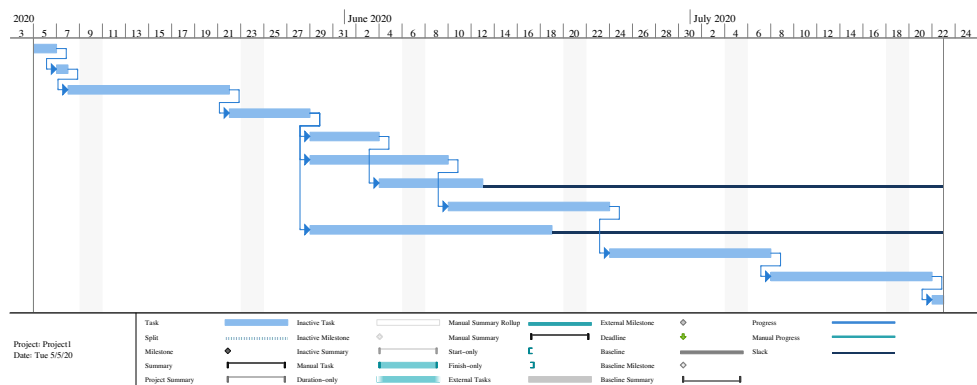 2020 June 2020 July 2020
3 5 7 9 11 13 15 17 19 21 23 25 27 29 31 2 4 6 8 10 12 14 16 18 20 22 24 26 28 30 2 4 6 8 10 12 14 16 18 20 22 24
Project: Project1
Date: Tue 5/5/20
Task Inactive Task Manual Summary Rollup External Milestone Progress
Split Inactive Milestone Manual Summary Deadline Manual Progress
Milestone Inactive Summary Start-only Baseline Slack
Summary Manual Task Finish-only Baseline Milestone
Project Summary Duration-only External Tasks Baseline Summary